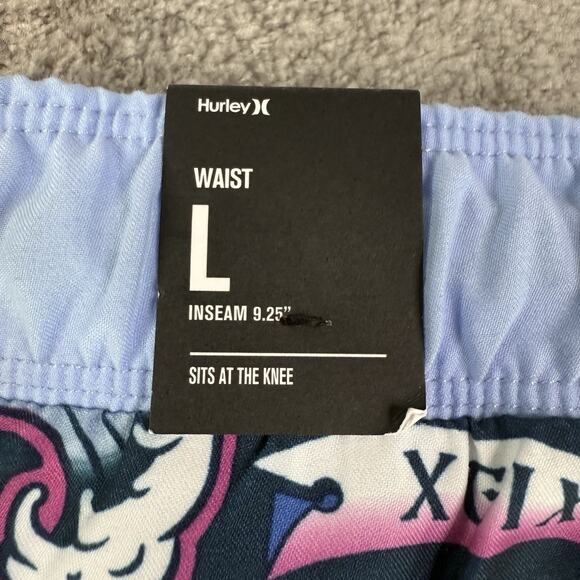 Hurley
WAIST
L
INSEAM 9.25"
SITS AT THE KNEE